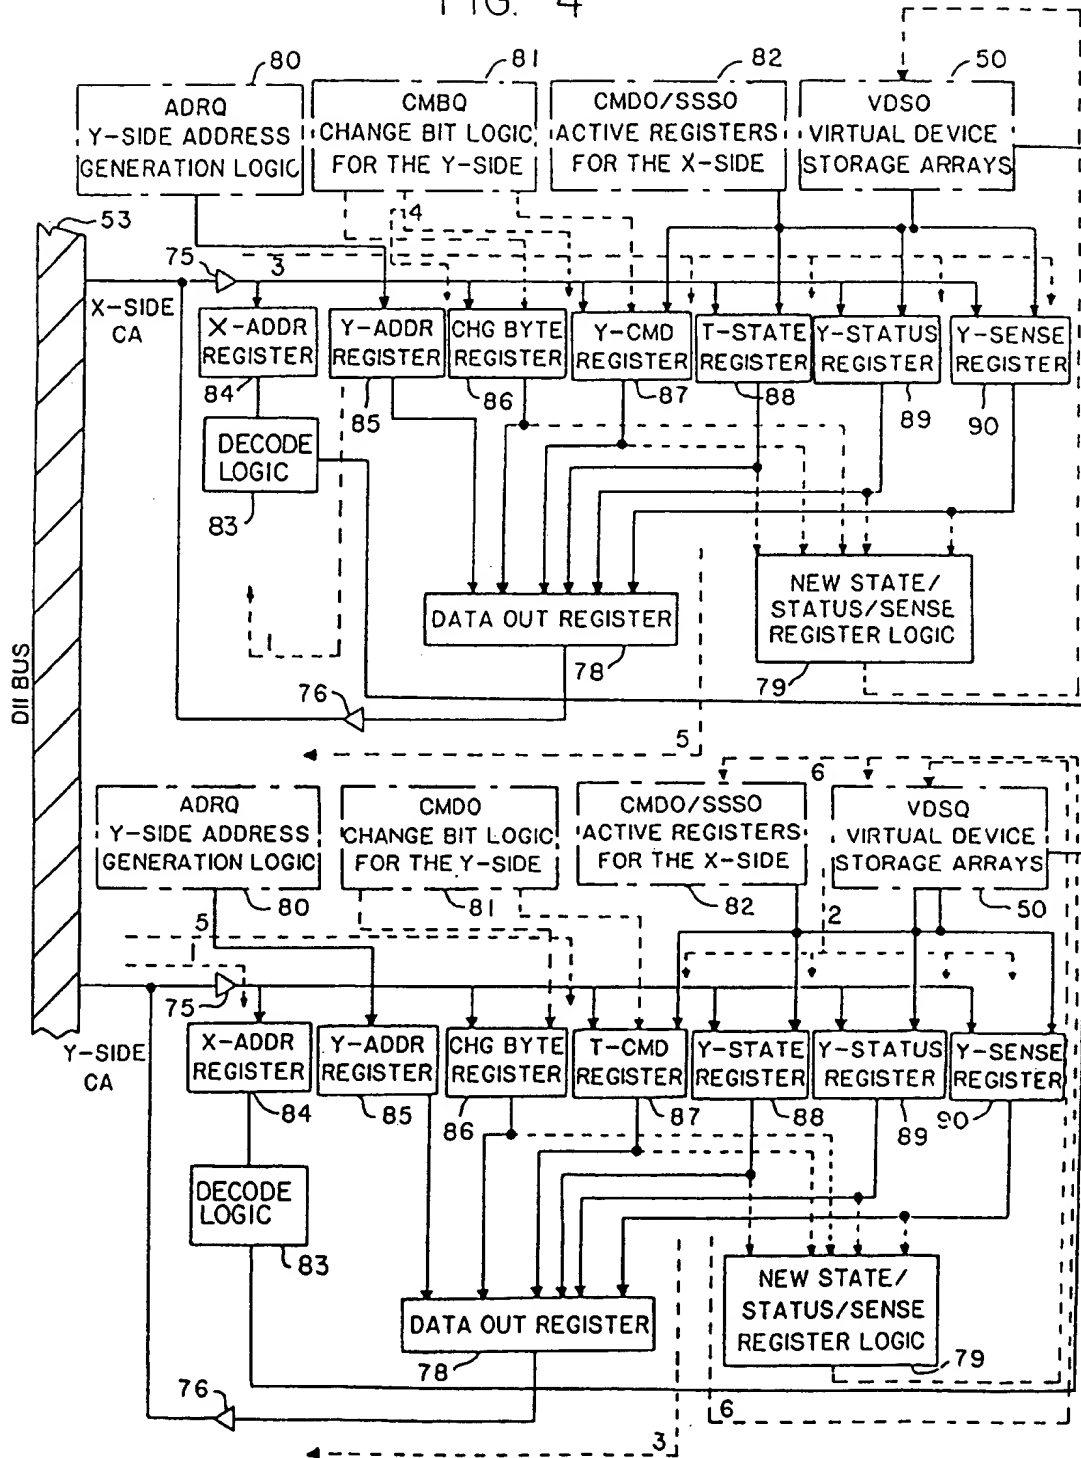 FIG. 4
80
81
82
50
ADRQ
Y-SIDE ADDRESS
GENERATION LOGIC
CMBQ
CHANGE BIT LOGIC
FOR THE Y-SIDE
CMDO/SSSO
ACTIVE REGISTERS
FOR THE X-SIDE
VDSO
VIRTUAL DEVICE
STORAGE ARRAYS
53
75
3
4
X-SIDE
CA
X-ADDR
REGISTER
84
Y-ADDR
REGISTER
85
CHG BYTE
REGISTER
86
Y-CMD
REGISTER
87
T-STATE
REGISTER
88
Y-STATUS
REGISTER
89
Y-SENSE
REGISTER
90
DECODE
LOGIC
83
1
DATA OUT REGISTER
78
NEW STATE/
STATUS/SENSE
REGISTER LOGIC
79
76
DII BUS
5
6
ADRQ
Y-SIDE ADDRESS
GENERATION LOGIC
80
CMDO
CHANGE BIT LOGIC
FOR THE Y-SIDE
81
CMDO/SSSO
ACTIVE REGISTERS
FOR THE X-SIDE
82
VDSQ
VIRTUAL DEVICE
STORAGE ARRAYS
50
5
1
2
75
Y-SIDE
CA
X-ADDR
REGISTER
84
Y-ADDR
REGISTER
85
CHG BYTE
REGISTER
86
T-CMD
REGISTER
87
Y-STATE
REGISTER
88
Y-STATUS
REGISTER
89
Y-SENSE
REGISTER
90
DECODE
LOGIC
83
DATA OUT REGISTER
78
NEW STATE/
STATUS/SENSE
REGISTER LOGIC
79
76
6
3